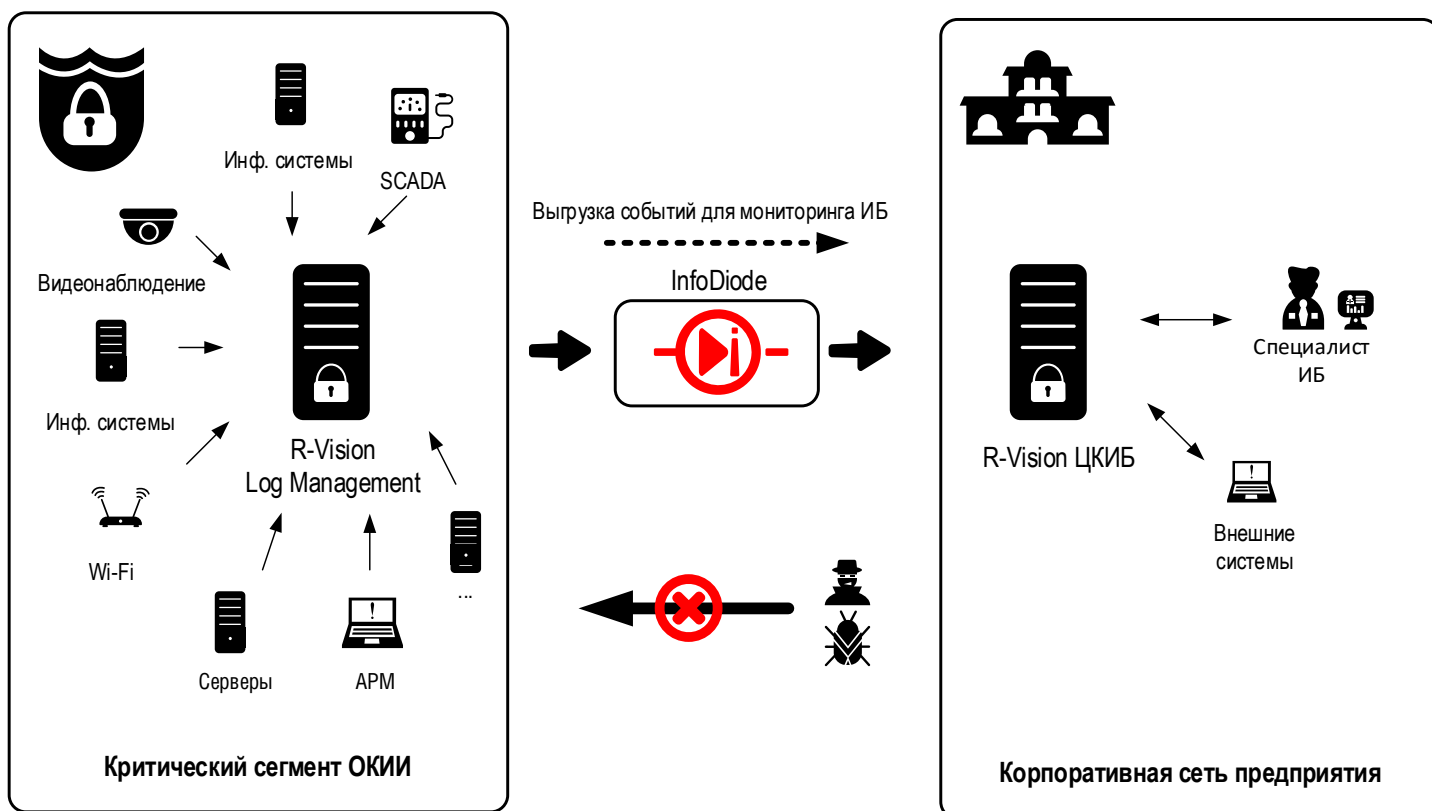 Инф. системы
SCADA
Видеонаблюдение
Инф. системы
R-Vision
Log Management
Wi-Fi
...
Серверы
АРМ
Критический сегмент ОКИИ
Выгрузка событий для мониторинга ИБ
InfoDiode
R-Vision ЦКИБ
Специалист
ИБ
Внешние
системы
Корпоративная сеть предприятия